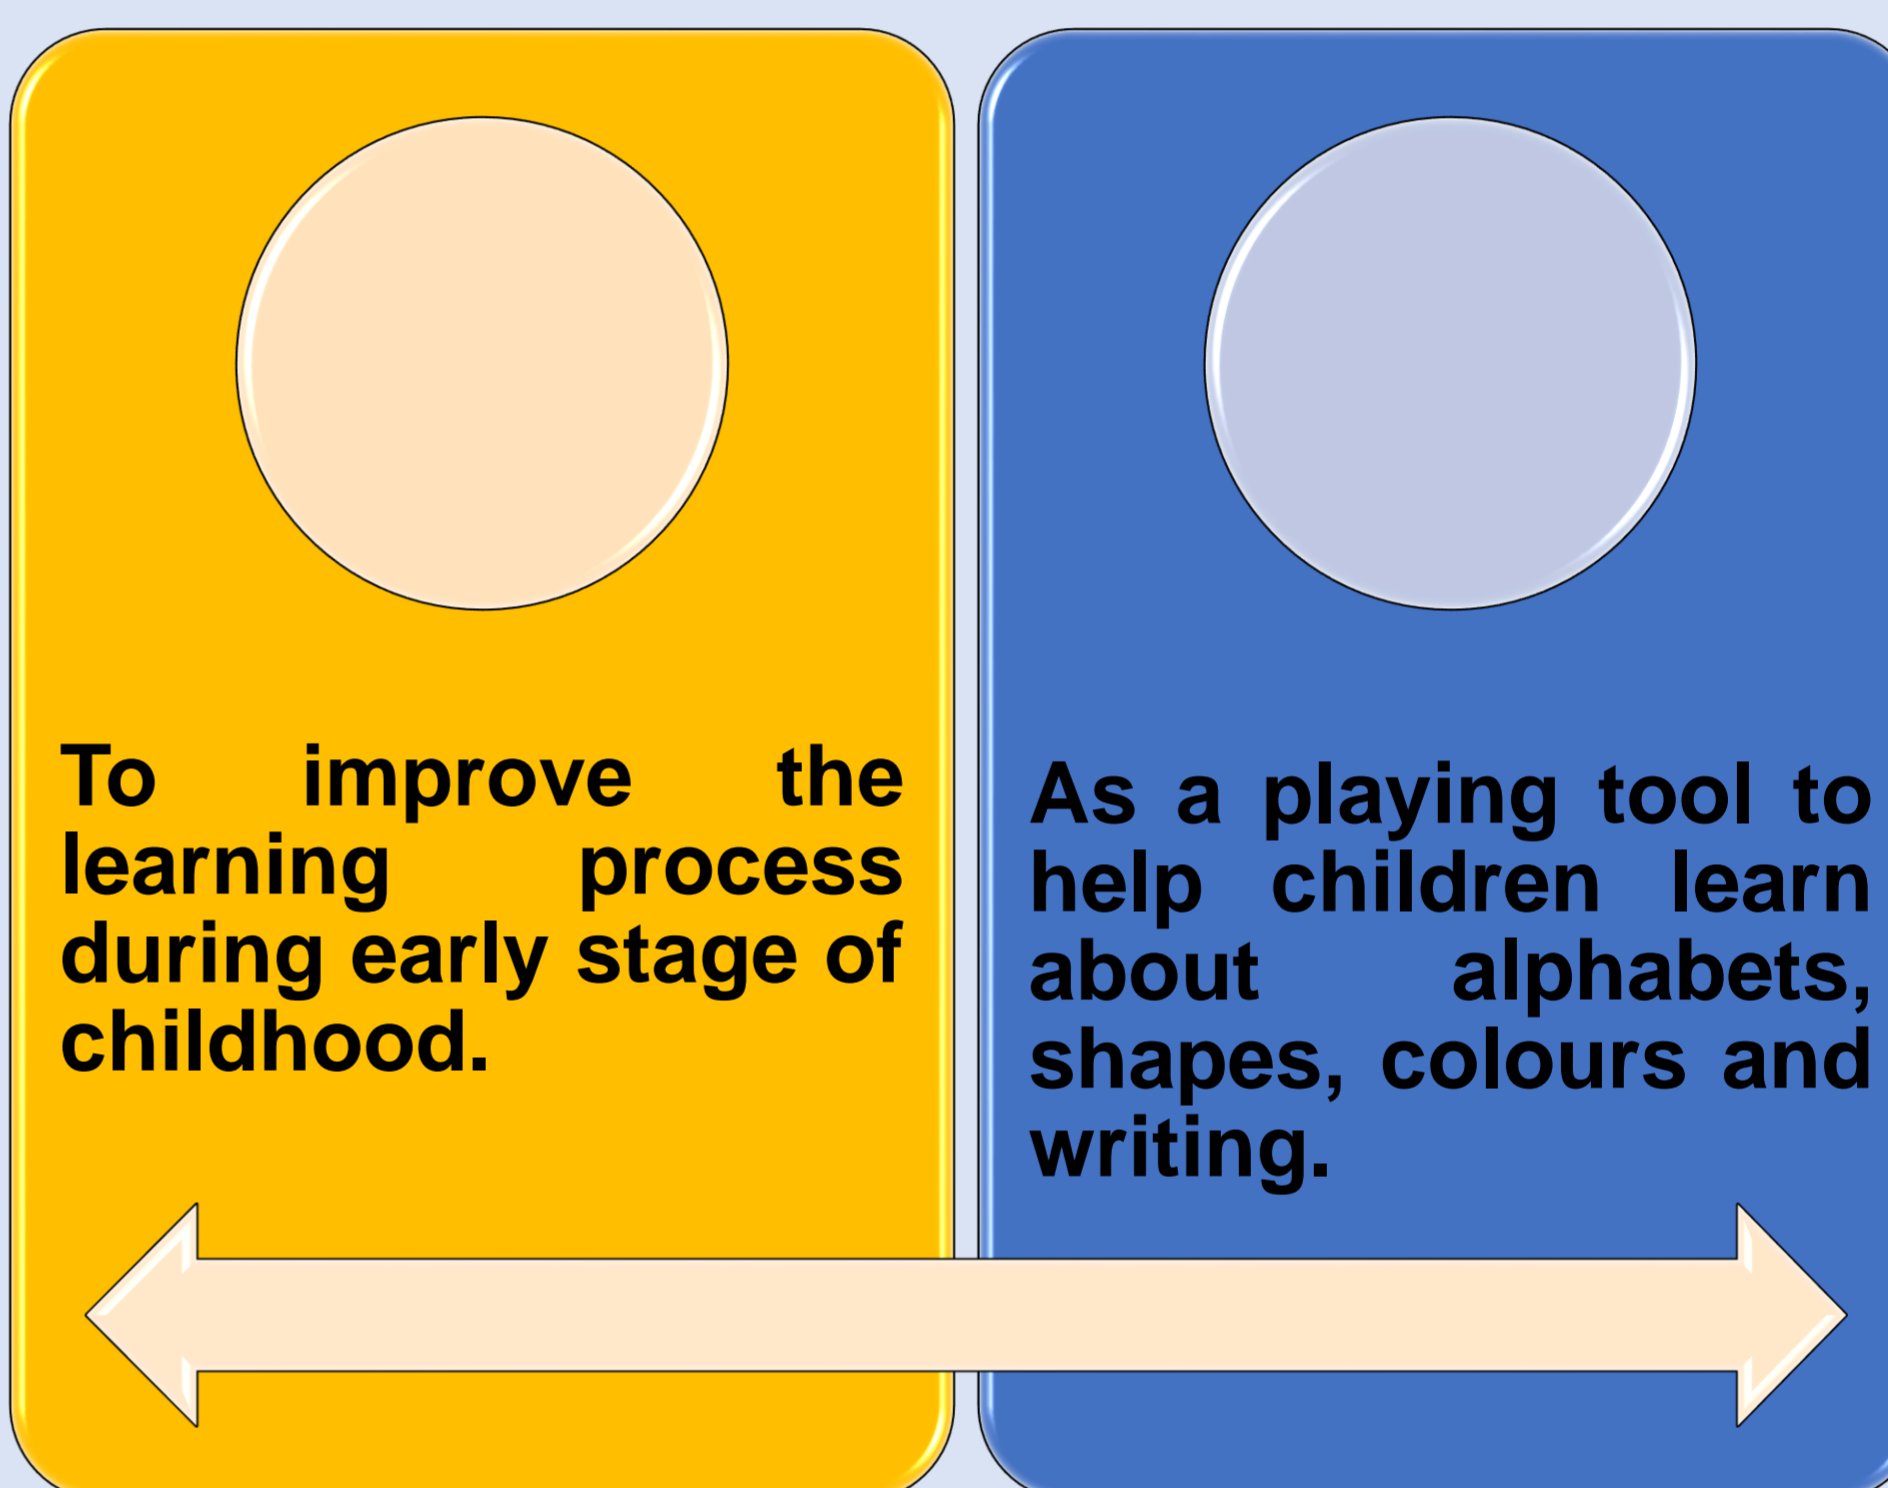 To improve the
learning process
during early stage of
childhood.
As a playing tool to
help children learn
about alphabets,
shapes, colours and
writing.